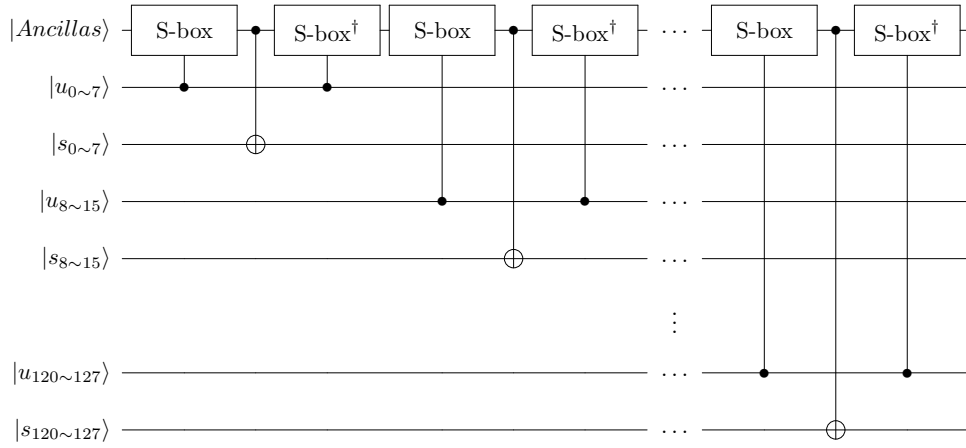 |Ancillas⟩ S-box S-box† S-box S-box† ... S-box S-box†
|u0∼7⟩ ...
|s0∼7⟩ ...
|u8∼15⟩ ...
|s8∼15⟩ ...
⋮
|u120∼127⟩ ...
|s120∼127⟩ ...